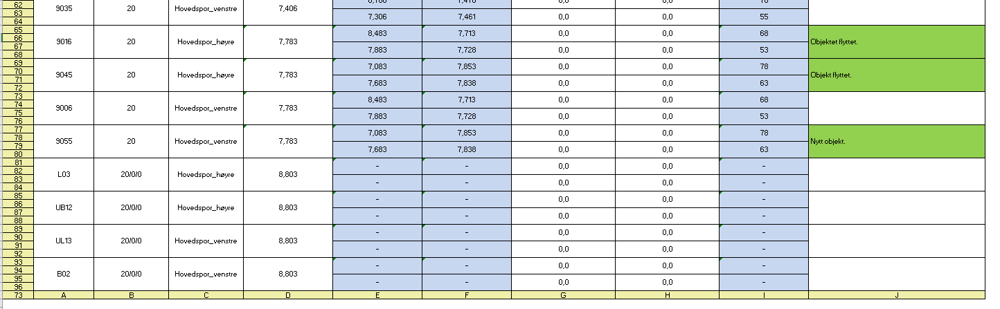 62
63
64
9035 20 Hovedspor_venstre 7,406
7,306 7,461 0,0 0,0 55
65
66
67
68
9016 20 Hovedspor_høyre 7,783
8,483 7,713 0,0 0,0 68
7,883 7,728 0,0 0,0 53
Objektet flyttet.
69
70
71
72
9045 20 Hovedspor_høyre 7,783
7,083 7,853 0,0 0,0 78
7,683 7,838 0,0 0,0 63
Objekt flyttet.
73
74
75
76
9006 20 Hovedspor_venstre 7,783
8,483 7,713 0,0 0,0 68
7,883 7,728 0,0 0,0 53
77
78
79
80
9055 20 Hovedspor_venstre 7,783
7,083 7,853 0,0 0,0 78
7,683 7,838 0,0 0,0 63
Nytt objekt.
81
82
83
84
L03 20/0/0 Hovedspor_høyre 8,803
- - 0,0 0,0 -
- - 0,0 0,0 -
85
86
87
88
UB12 20/0/0 Hovedspor_høyre 8,803
- - 0,0 0,0 -
- - 0,0 0,0 -
89
90
91
92
UL13 20/0/0 Hovedspor_venstre 8,803
- - 0,0 0,0 -
- - 0,0 0,0 -
93
94
95
96
B02 20/0/0 Hovedspor_venstre 8,803
- - 0,0 0,0 -
- - 0,0 0,0 -
73 A B C D E F G H I J